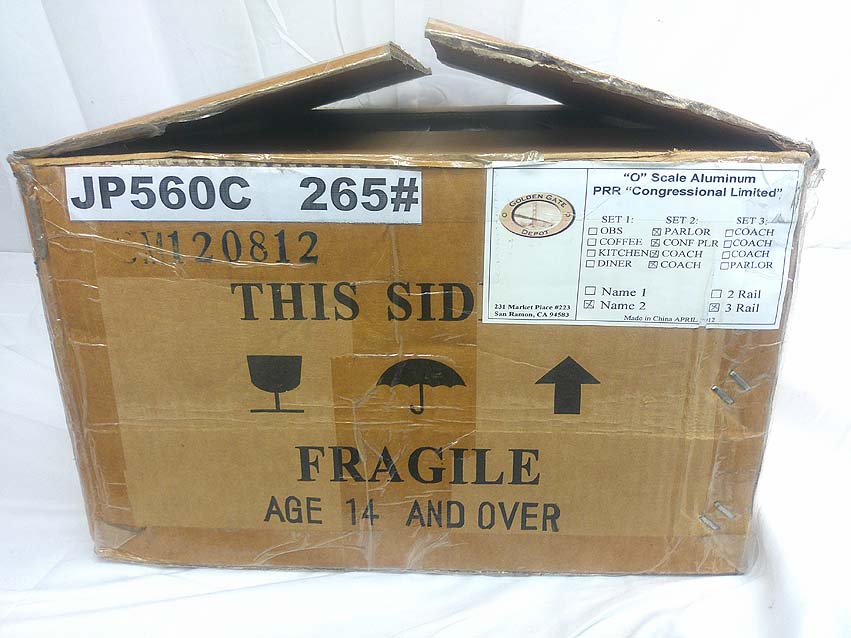 JP560C 265#
120812
THIS SID
FRAGILE
AGE 14 AND OVER
GOLDEN GATE
DEPOT
231 Market Place #223
San Ramon, CA 94583
"O" Scale Aluminum
PRR "Congressional Limited"
SET 1: SET 2: SET 3:
OBS PARLOR COACH
COFFEE CONF PLR COACH
KITCHEN COACH COACH
DINER COACH PARLOR
Name 1 2 Rail
Name 2 3 Rail
Made in China APRIL